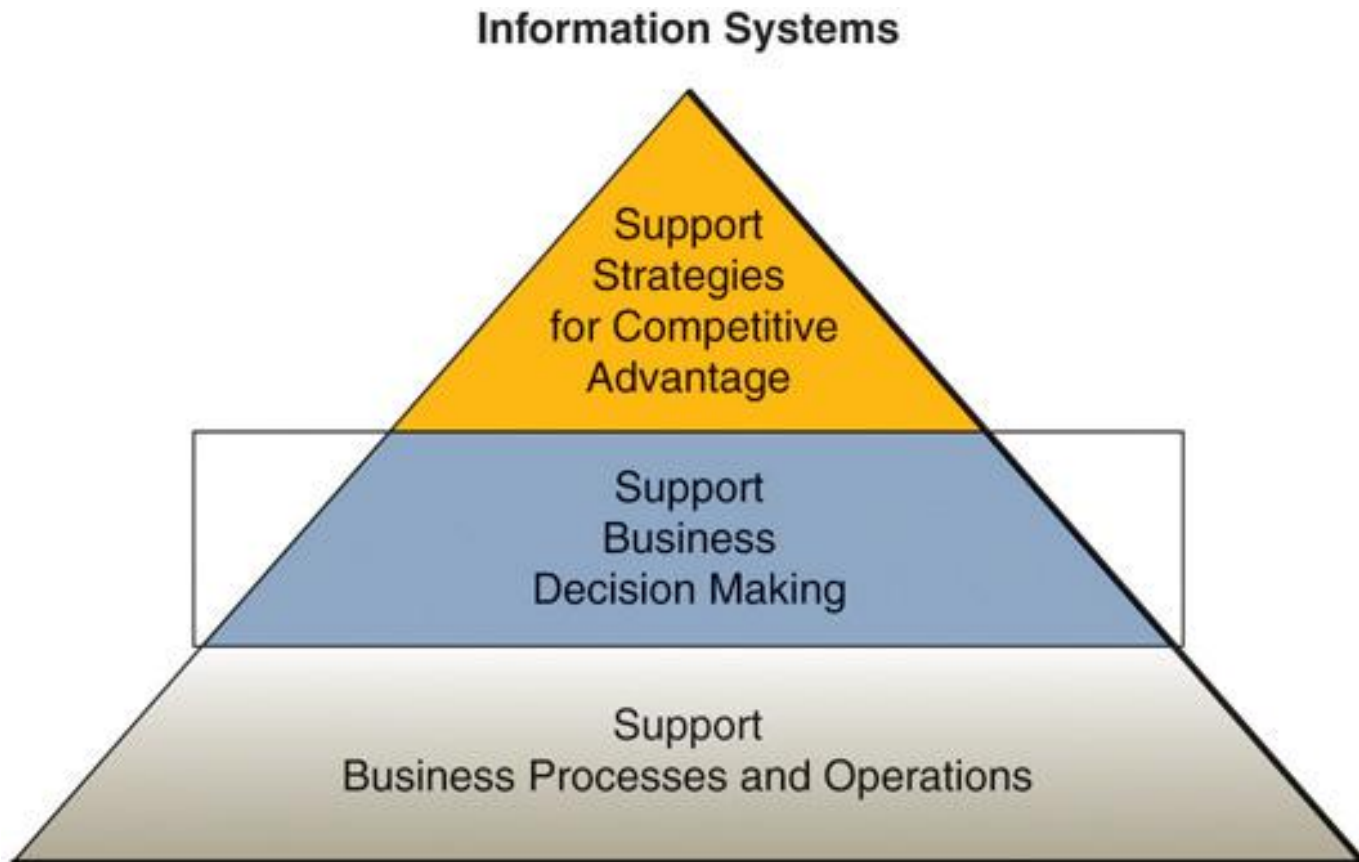 Information Systems
Support
Strategies
for Competitive
Advantage
Support
Business
Decision Making
Support
Business Processes and Operations